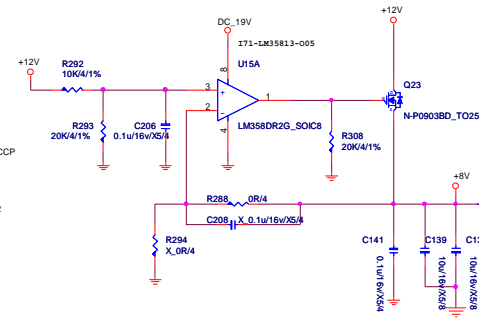 +12V
DC_19V
I71-LM35813-O05
+12V
R292
10K/4/1%
U15A
Q23
8
3
+
1
2
-
4
N-P0903BD_TO25
R293
20K/4/1%
C206
0.1u/16v/X5/4
LM358DR2G_SOIC8
R308
20K/4/1%
CCP
+8V
R288
0R/4
C208
X_0.1u/16v/X5/4
R294
X_0R/4
C141
0.1u/16v/X5/4
C139
10u/16v/X5/8
C13
10u/16v/X5/8